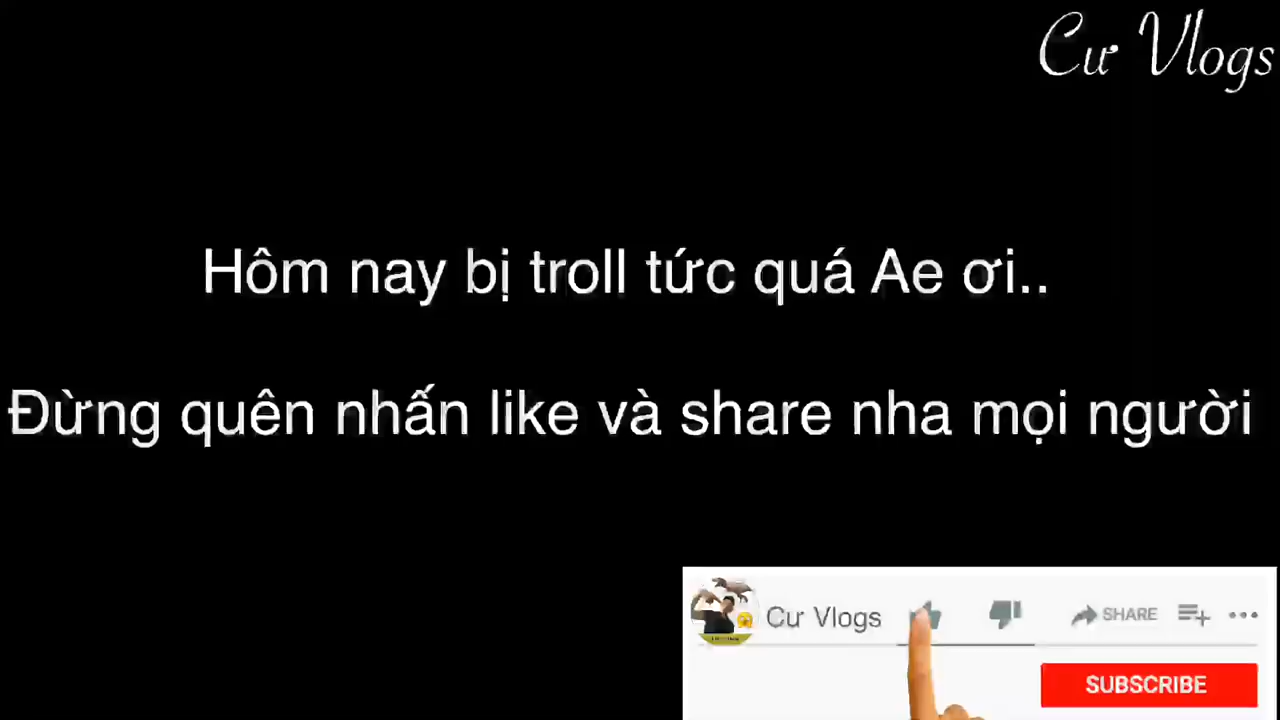 Cư Vlogs
Hôm nay bị troll tức quá Ae ơi..
Đừng quên nhấn like và share nha mọi người
Cư Vlogs SHARE
SUBSCRIBE